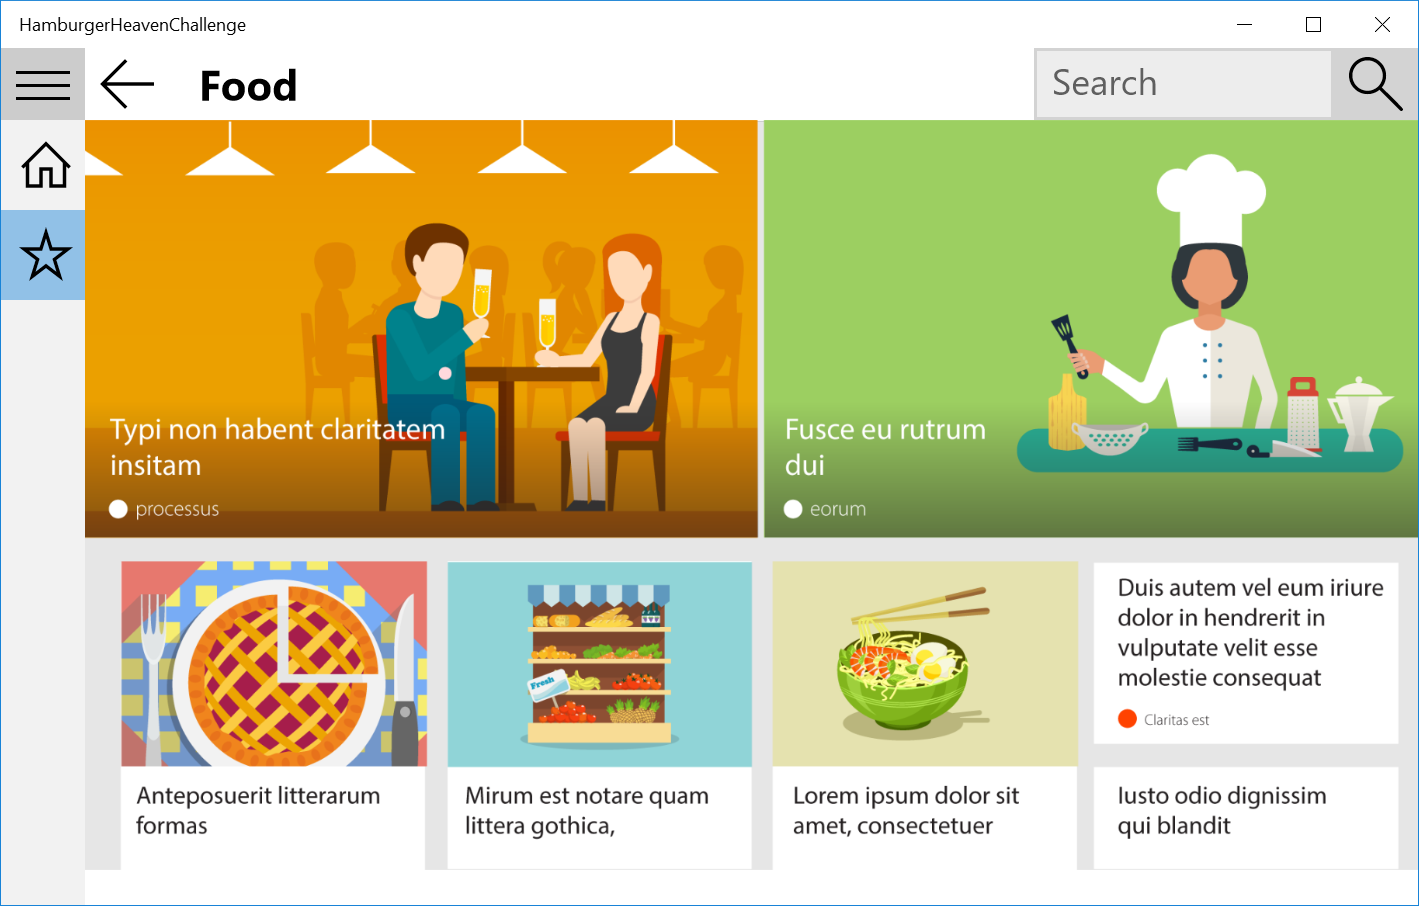 HamburgerHeavenChallenge
Food
Search
Typi non habent claritatem
insitam
processus
Fusce eu rutrum
dui
eorum
Fresh
Anteposuerit litterarum
formas
Mirum est notare quam
littera gothica,
Lorem ipsum dolor sit
amet, consectetuer
Duis autem vel eum iriure
dolor in hendrerit in
vulputate velit esse
molestie consequat
Claritas est
Iusto odio dignissim
qui blandit